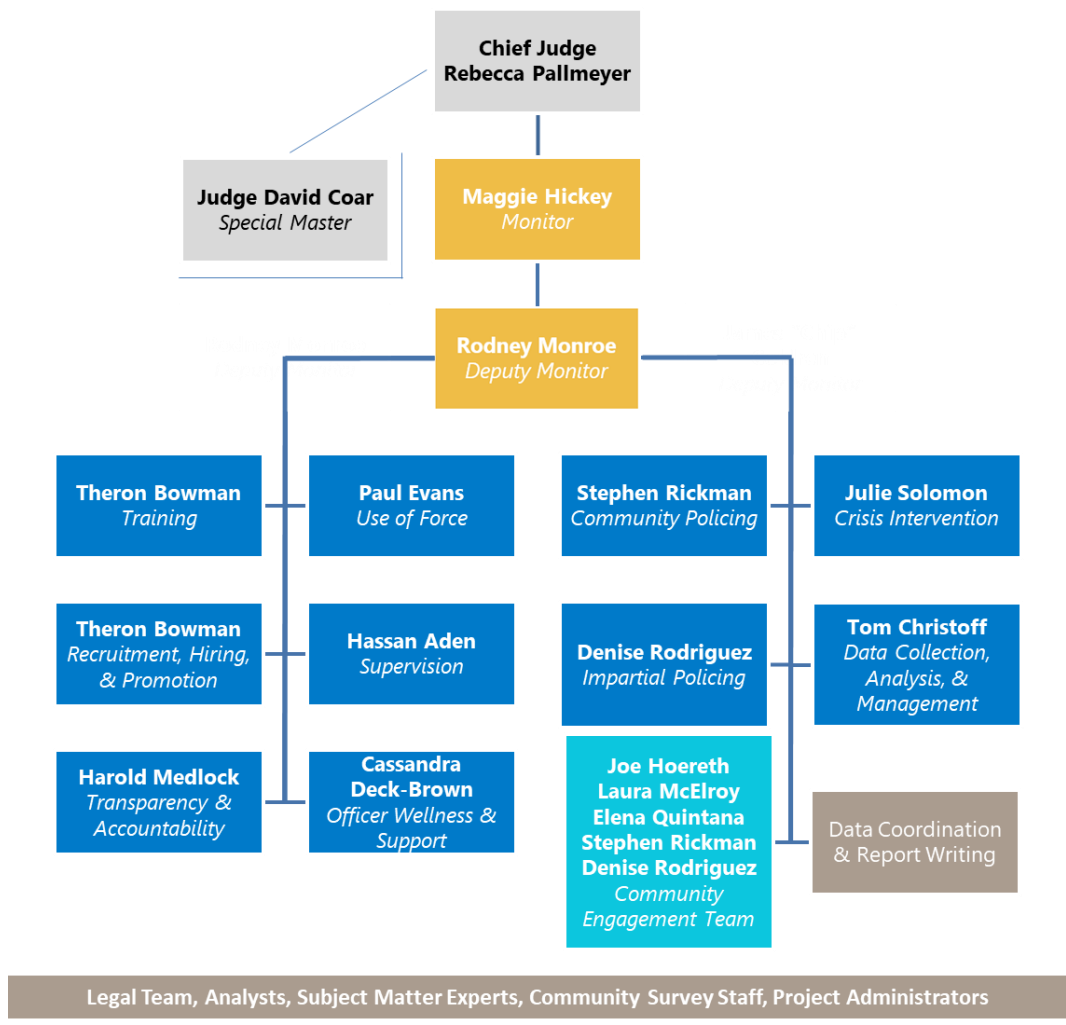 Chief Judge
Rebecca Pallmeyer
Judge David Coar
Special Master
Maggie Hickey
Monitor
Rodney Monroe
Deputy Monitor
Theron Bowman
Training
Paul Evans
Use of Force
Stephen Rickman
Community Policing
Julie Solomon
Crisis Intervention
Theron Bowman
Recruitment, Hiring,
& Promotion
Hassan Aden
Supervision
Denise Rodriguez
Impartial Policing
Tom Christoff
Data Collection,
Analysis, &
Management
Harold Medlock
Transparency &
Accountability
Cassandra
Deck-Brown
Officer Wellness &
Support
Joe Hoereth
Laura McElroy
Elena Quintana
Stephen Rickman
Denise Rodriguez
Community
Engagement Team
Data Coordination
& Report Writing
Legal Team, Analysts, Subject Matter Experts, Community Survey Staff, Project Administrators